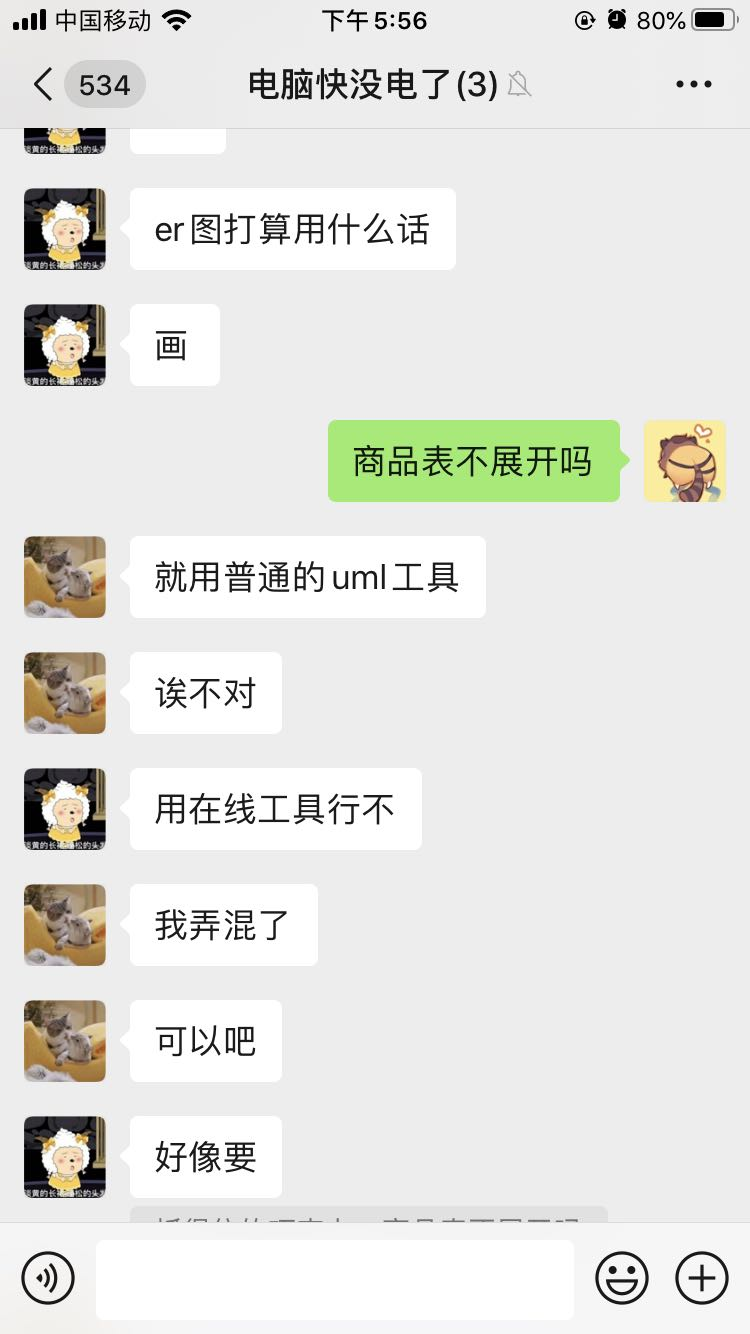 中国移动
下午5:56
80%
534
电脑快没电了(3)
er图打算用什么话
画
商品表不展开吗
就用普通的uml工具
诶不对
用在线工具行不
我弄混了
可以吧
好像要